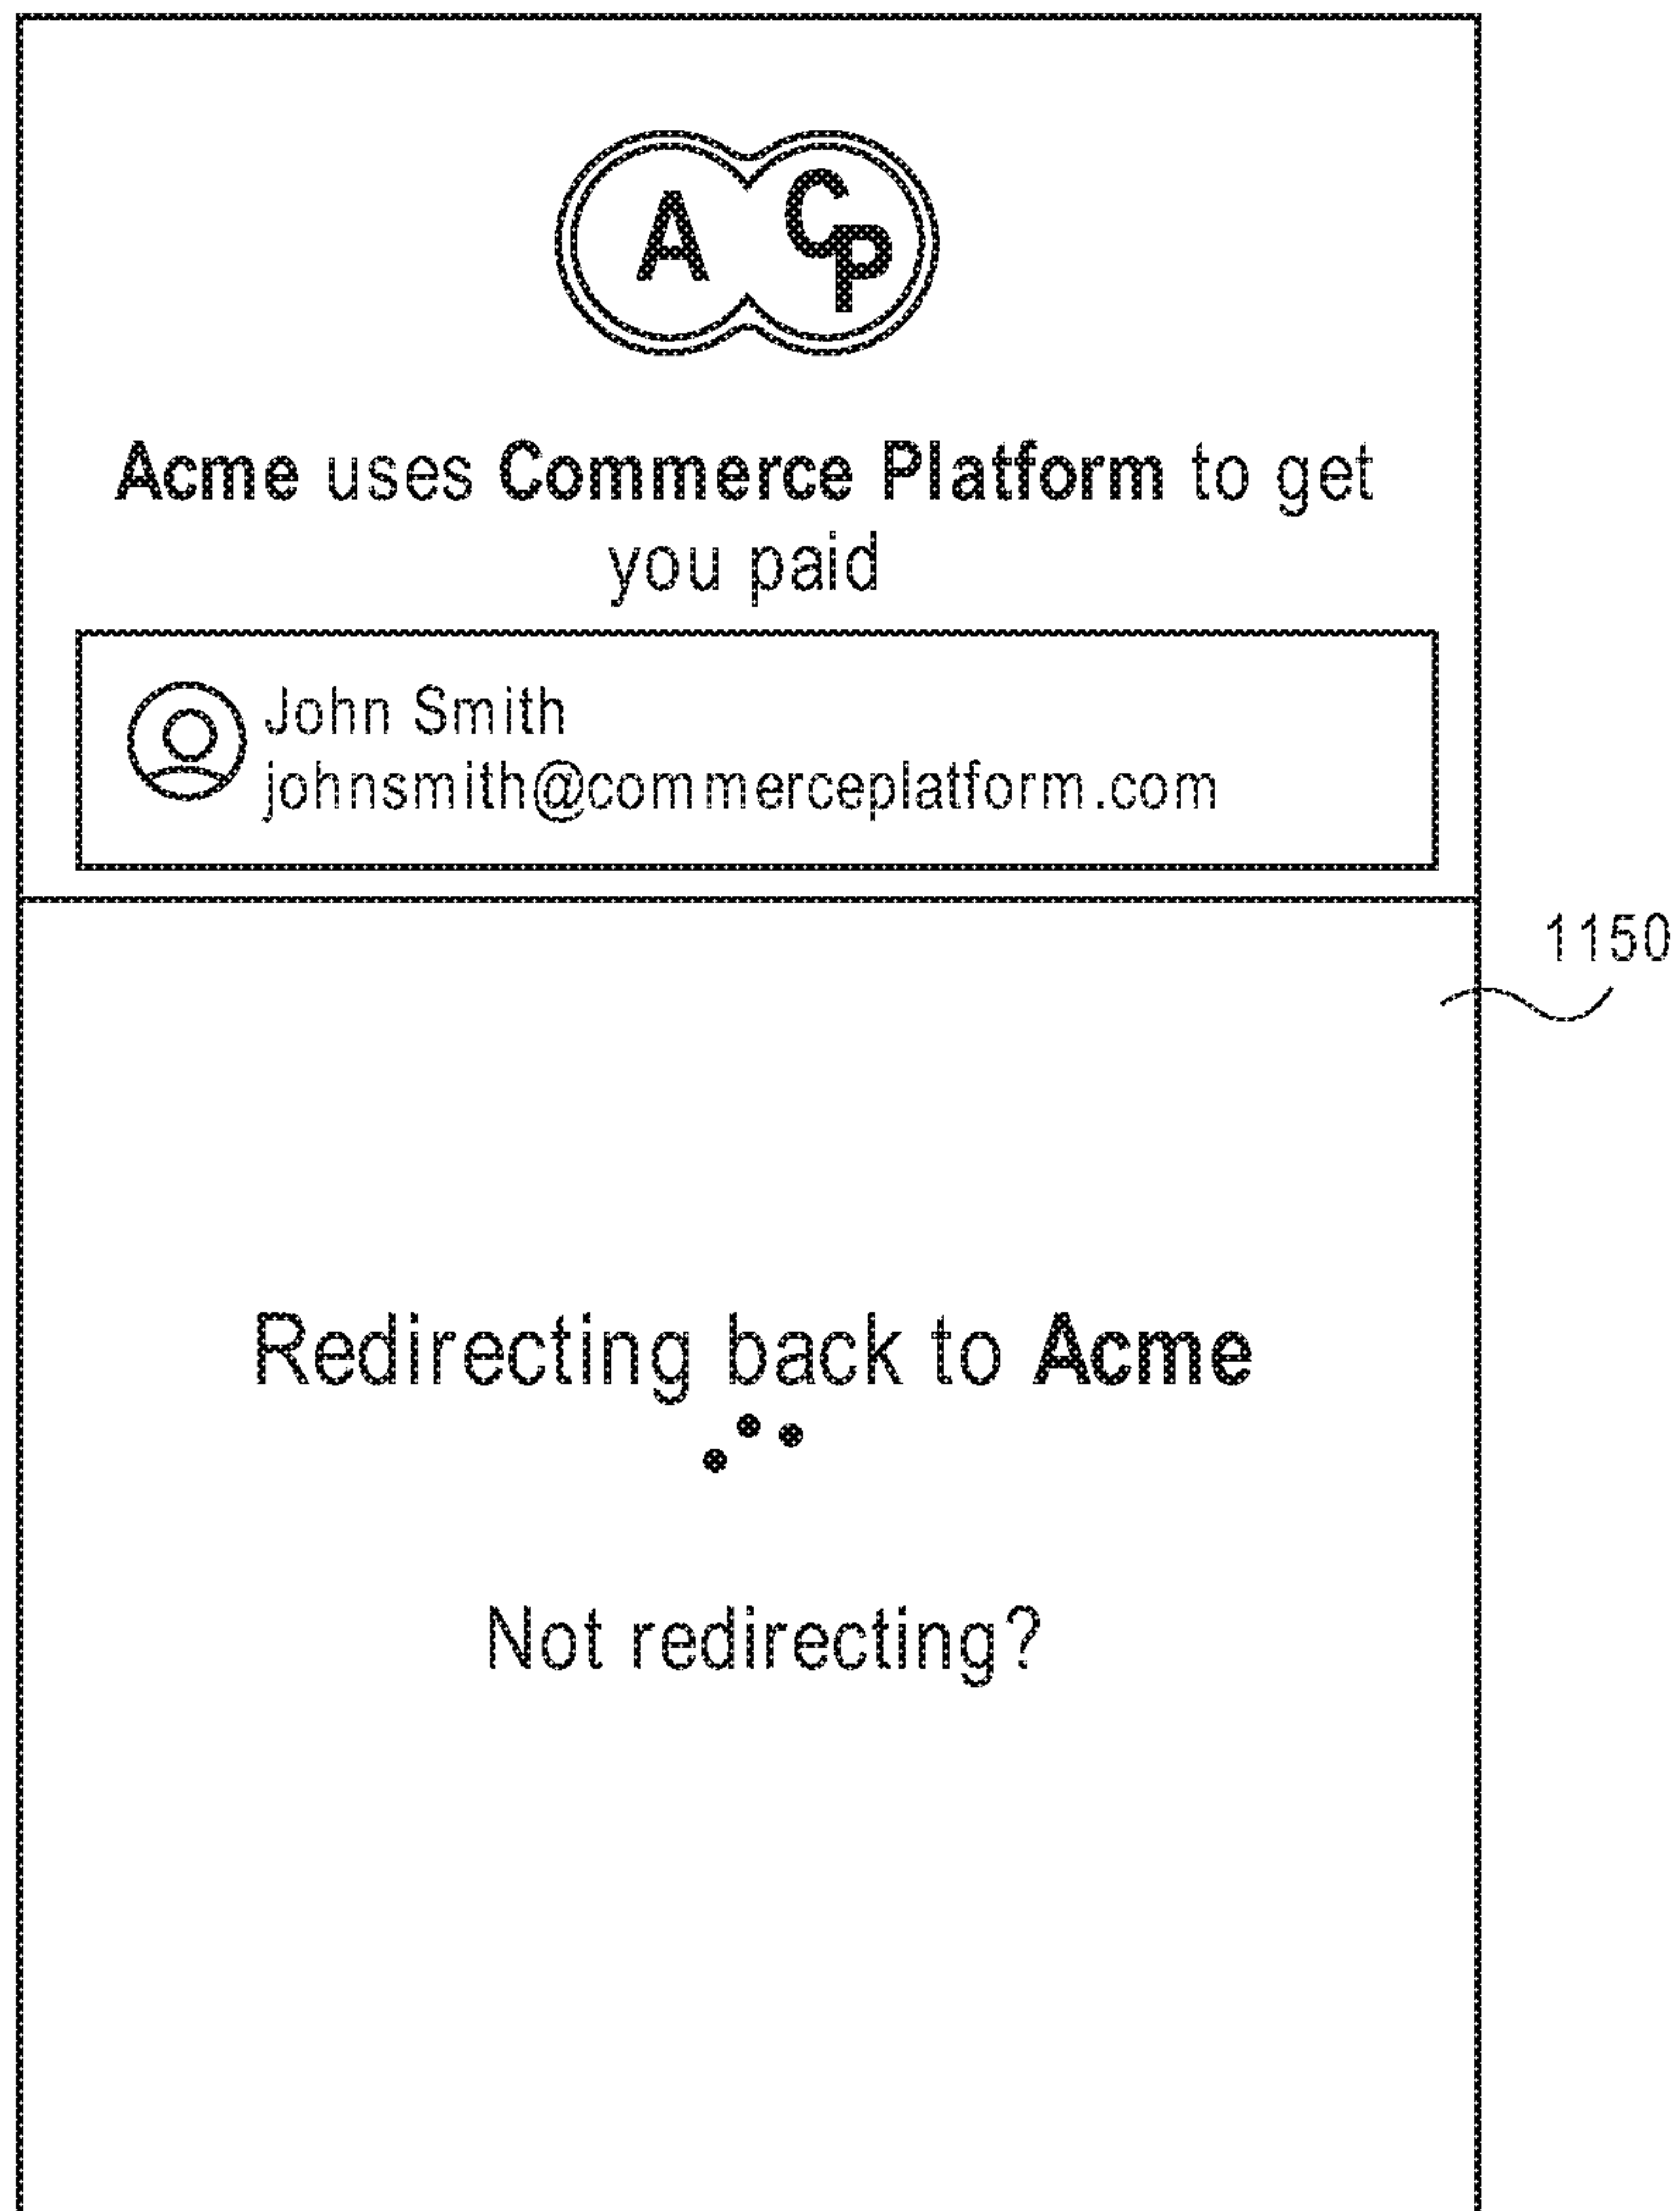 A CP
Acme uses Commerce Platform to get
you paid
John Smith
johnsmith@commerceplatform.com
1150
Redirecting back to Acme
Not redirecting?